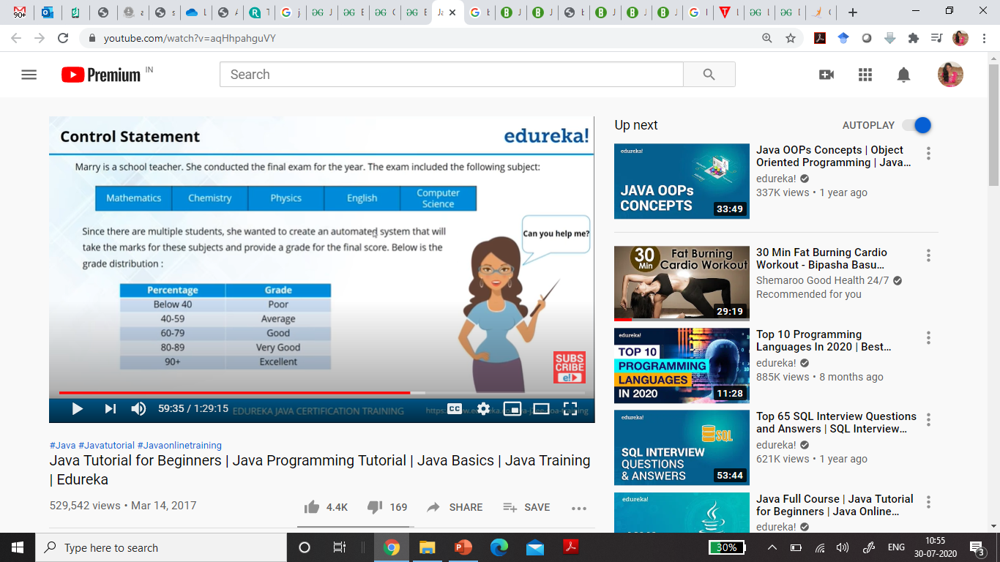 90+
youtube.com/watch?v=aqHhpahguVY
Premium IN
Search
Control Statement
edureka!
Marry is a school teacher. She conducted the final exam for the year. The exam included the following subject:
Mathematics Chemistry Physics English Computer Science
Since there are multiple students, she wanted to create an automated system that will
take the marks for these subjects and provide a grade for the final score. Below is the
grade distribution :
Can you help me?
Percentage Grade
Below 40 Poor
40-59 Average
60-79 Good
80-89 Very Good
90+ Excellent
SUBS
CRIBE
e!
59:35 / 1:29:15
EDUREKA JAVA CERTIFICATION TRAINING
CC
#Java #Javatutorial #Javaonlinetraining
Java Tutorial for Beginners | Java Programming Tutorial | Java Basics | Java Training
| Edureka
529,542 views • Mar 14, 2017
4.4K 169 SHARE SAVE
Up next AUTOPLAY
edureka!
JAVA OOPs
CONCEPTS
33:49
Java OOPs Concepts | Object
Oriented Programming | Java...
edureka!
337K views • 1 year ago
30 Min
Fat Burning
Cardio Workout
29:19
30 Min Fat Burning Cardio
Workout - Bipasha Basu...
Shemaroo Good Health 24/7
Recommended for you
edureka!
TOP 10
PROGRAMMING
LANGUAGES
IN 2020
11:28
Top 10 Programming
Languages In 2020 | Best...
edureka!
885K views • 8 months ago
edureka!
SQL
SQL INTERVIEW
QUESTIONS
& ANSWERS
53:44
Top 65 SQL Interview Questions
and Answers | SQL Interview...
edureka!
621K views • 1 year ago
edureka!
Java Full Course | Java Tutorial
for Beginners | Java Online...
edureka!
Type here to search
30%
ENG
10:55
30-07-2020
3